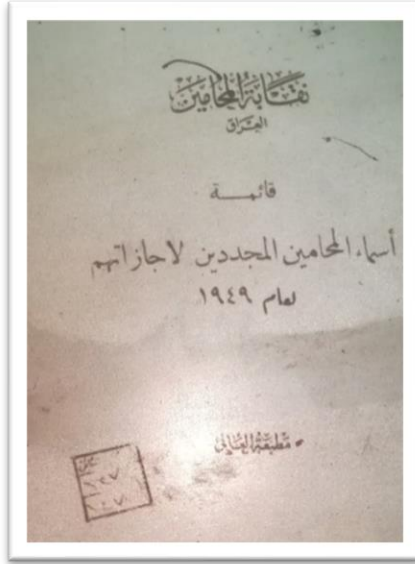 نقابة المحامين
العراق
قائمة
أسماء المحامين المجددين لاجازاتهم
لعام ١٩٤٩
مطبعة العاني